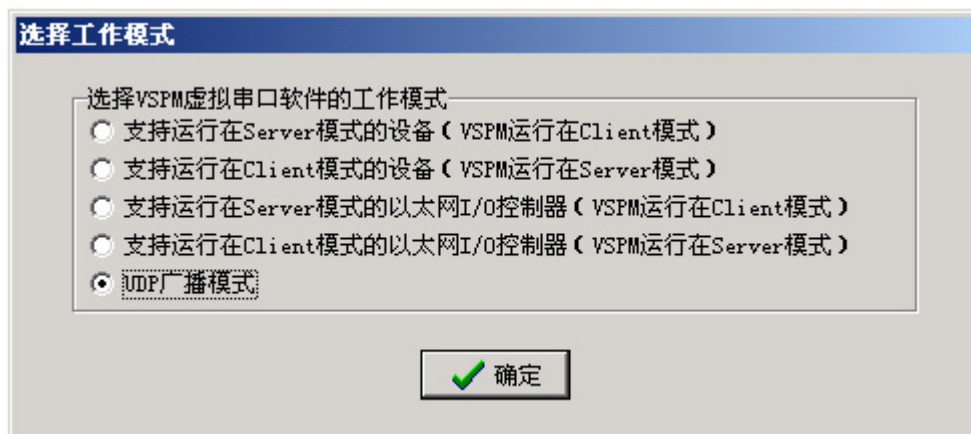 选择工作模式
选择VSPM虚拟串口软件的工作模式
支持运行在Server模式的设备（VSPM运行在Client模式）
支持运行在Client模式的设备（VSPM运行在Server模式）
支持运行在Server模式的以太网I/O控制器（VSPM运行在Client模式）
支持运行在Client模式的以太网I/O控制器（VSPM运行在Server模式）
UDP广播模式
确定